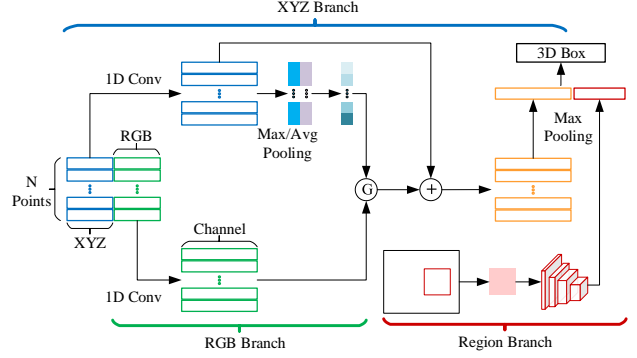 XYZ Branch
3D Box
1D Conv
RGB
Max/Avg
Pooling
Max
Pooling
N
Points
G
+
XYZ
Channel
1D Conv
RGB Branch
Region Branch